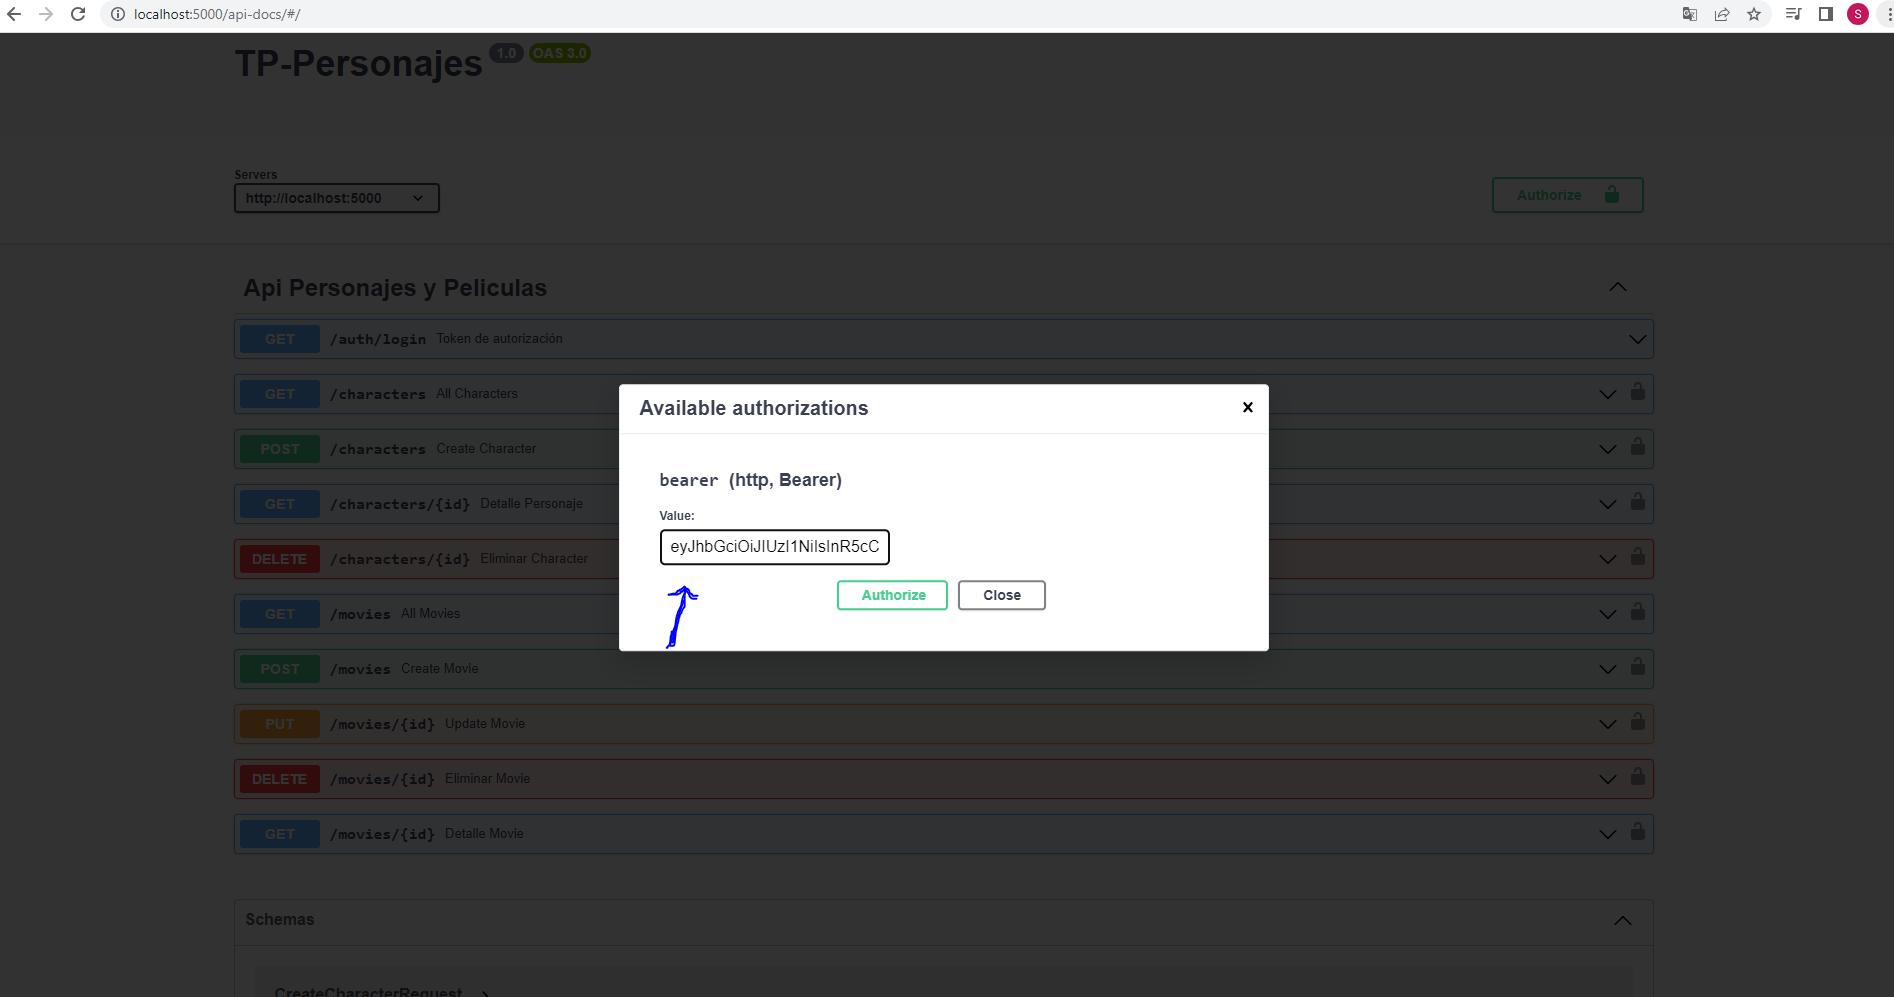 localhost:5000/api-docs/#/
S
TP-Personajes 1.0 OAS 3.0
Servers
http://localhost:5000
Authorize
Api Personajes y Peliculas
GET /auth/login Token de autorización
GET /characters All Characters
POST /characters Create Character
GET /characters/{id} Detalle Personaje
DELETE /characters/{id} Eliminar Character
GET /movies All Movies
POST /movies Create Movie
PUT /movies/{id} Update Movie
DELETE /movies/{id} Eliminar Movie
GET /movies/{id} Detalle Movie
Available authorizations
bearer (http, Bearer)
Value:
eyJhbGciOiJIUzI1NiIsInR5cC
Authorize Close
Schemas
CreateCharacterRequest